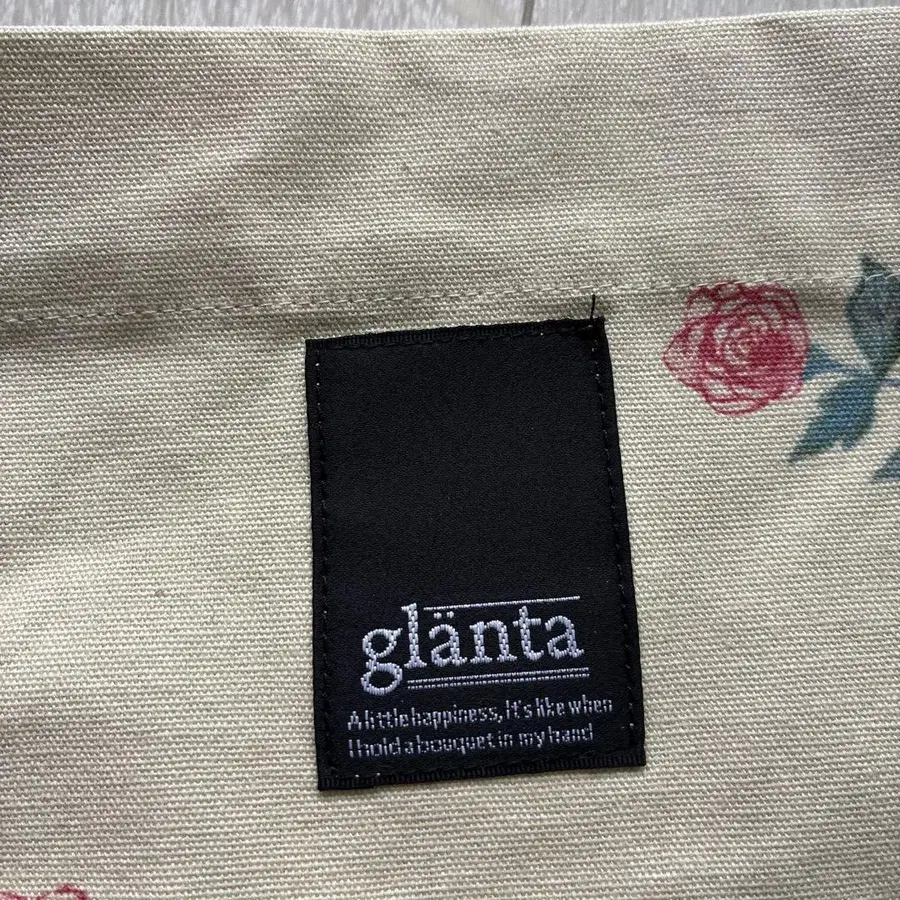 glänta
A little happiness, It's like when
I hold a bouquet in my hand